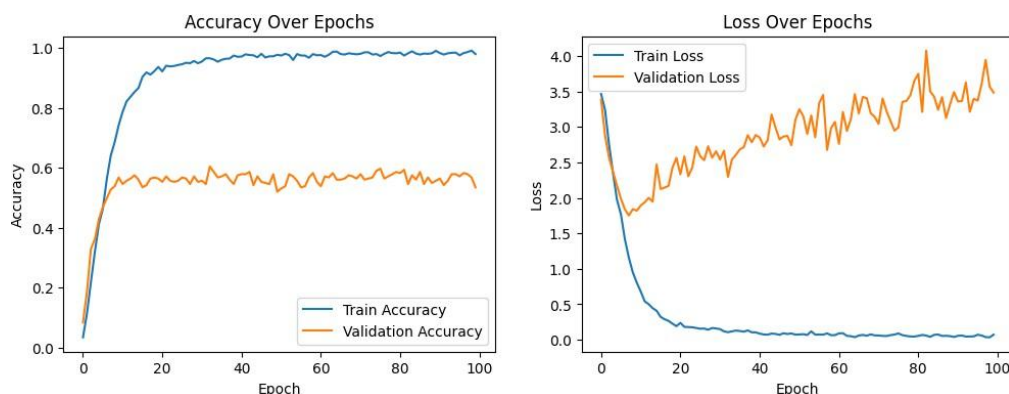 Accuracy Over Epochs
1.0
0.8
0.6
0.4
0.2
0.0
Accuracy
0 20 40 60 80 100
Epoch
Train Accuracy
Validation Accuracy
Loss Over Epochs
4.0
3.5
3.0
2.5
2.0
1.5
1.0
0.5
0.0
Loss
0 20 40 60 80 100
Epoch
Train Loss
Validation Loss